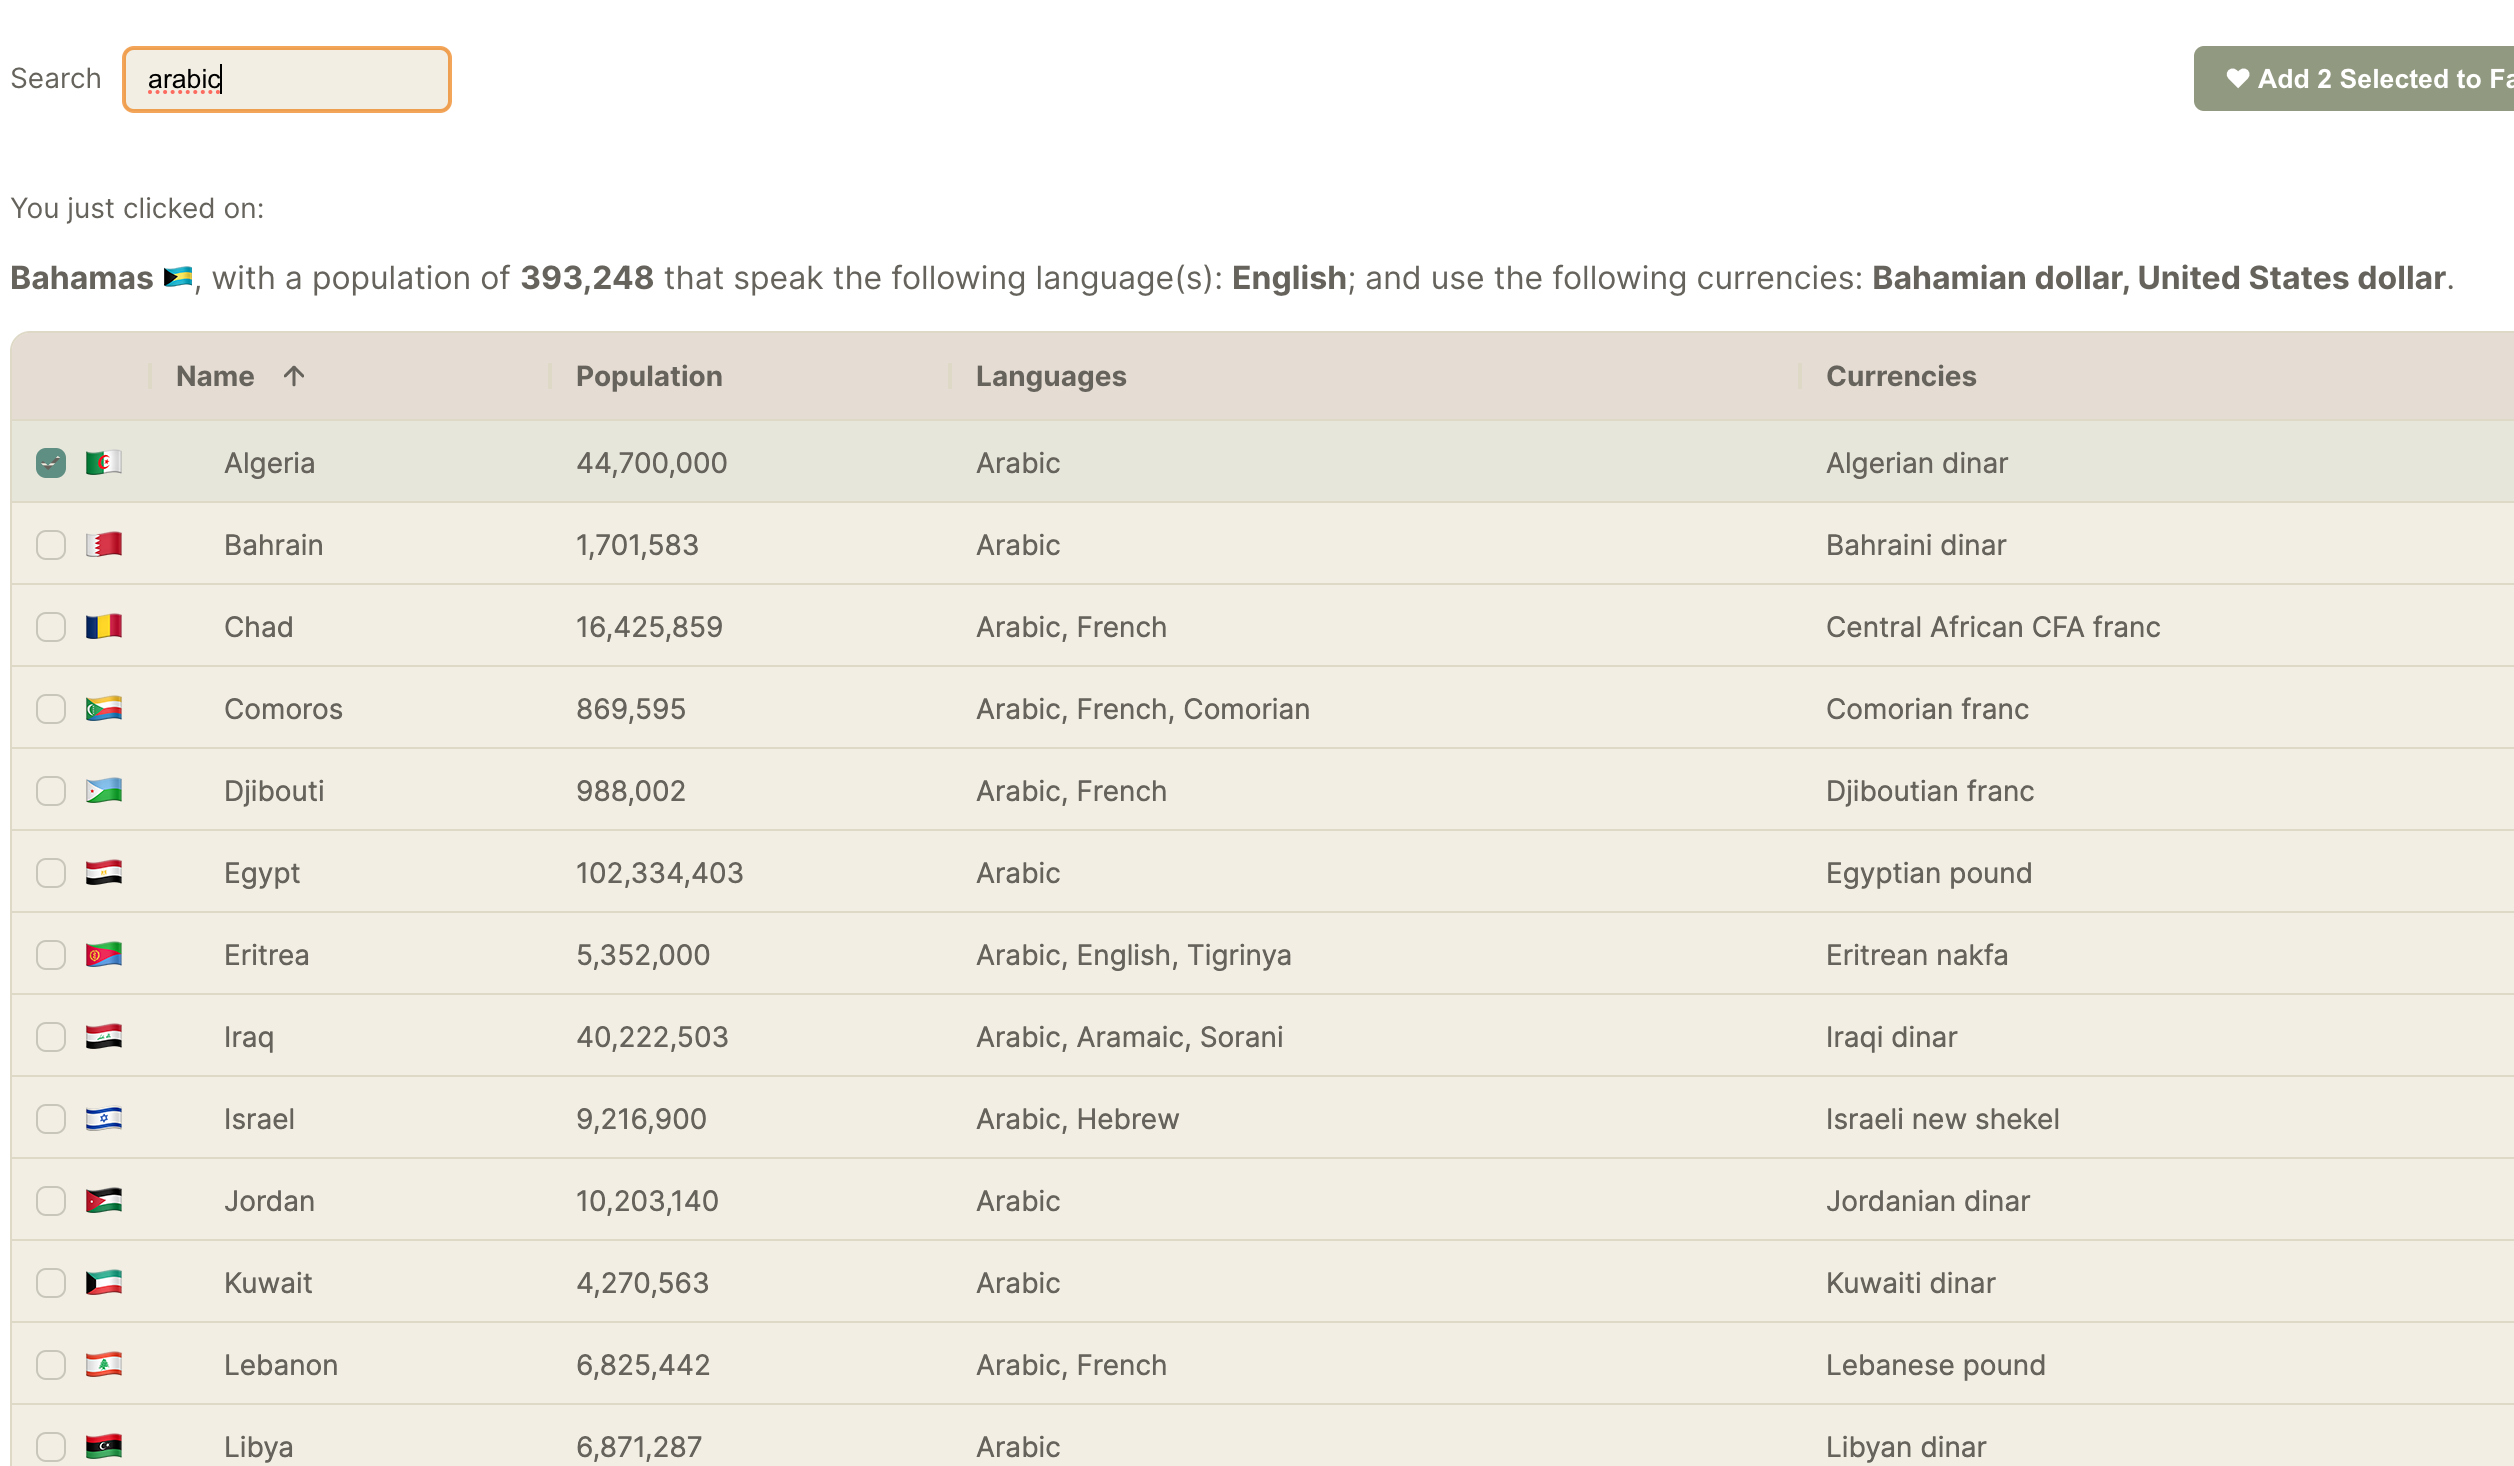 Search arabic ♥ Add 2 Selected to
You just clicked on:
Bahamas 🇧🇸, with a population of 393,248 that speak the following language(s): English; and use the following currencies: Bahamian dollar, United States dollar.
Name ↑ Population Languages Currencies
Algeria 44,700,000 Arabic Algerian dinar
Bahrain 1,701,583 Arabic Bahraini dinar
Chad 16,425,859 Arabic, French Central African CFA franc
Comoros 869,595 Arabic, French, Comorian Comorian franc
Djibouti 988,002 Arabic, French Djiboutian franc
Egypt 102,334,403 Arabic Egyptian pound
Eritrea 5,352,000 Arabic, English, Tigrinya Eritrean nakfa
Iraq 40,222,503 Arabic, Aramaic, Sorani Iraqi dinar
Israel 9,216,900 Arabic, Hebrew Israeli new shekel
Jordan 10,203,140 Arabic Jordanian dinar
Kuwait 4,270,563 Arabic Kuwaiti dinar
Lebanon 6,825,442 Arabic, French Lebanese pound
Libya 6,871,287 Arabic Libyan dinar